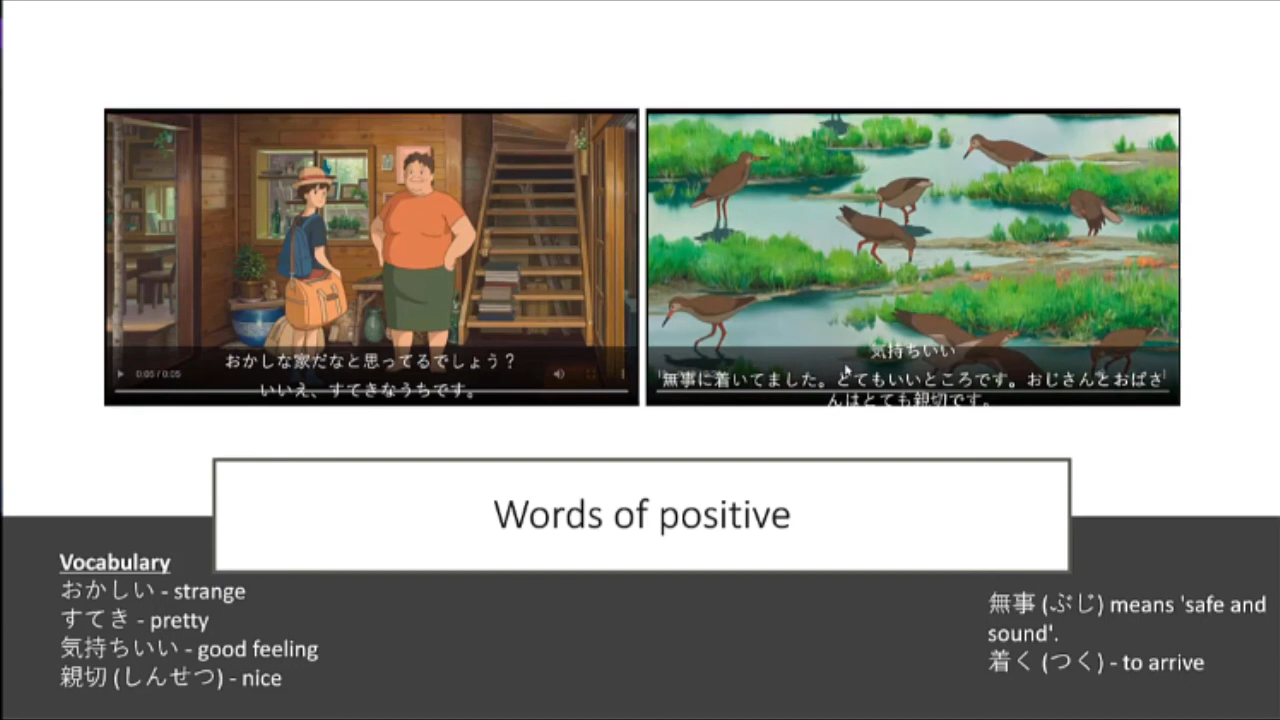 0:05 / 0:05
おかしな家だなと思ってるでしょう？
いいえ、すてきなうちです。
気持ちいい
無事に着いてました。とてもいいところです。おじさんとおばさ
んはとても親切です。
Words of positive
Vocabulary
おかしい - strange
すてき - pretty
気持ちいい - good feeling
親切 (しんせつ) - nice
無事 (ぶじ) means 'safe and
sound'.
着く (つく) - to arrive